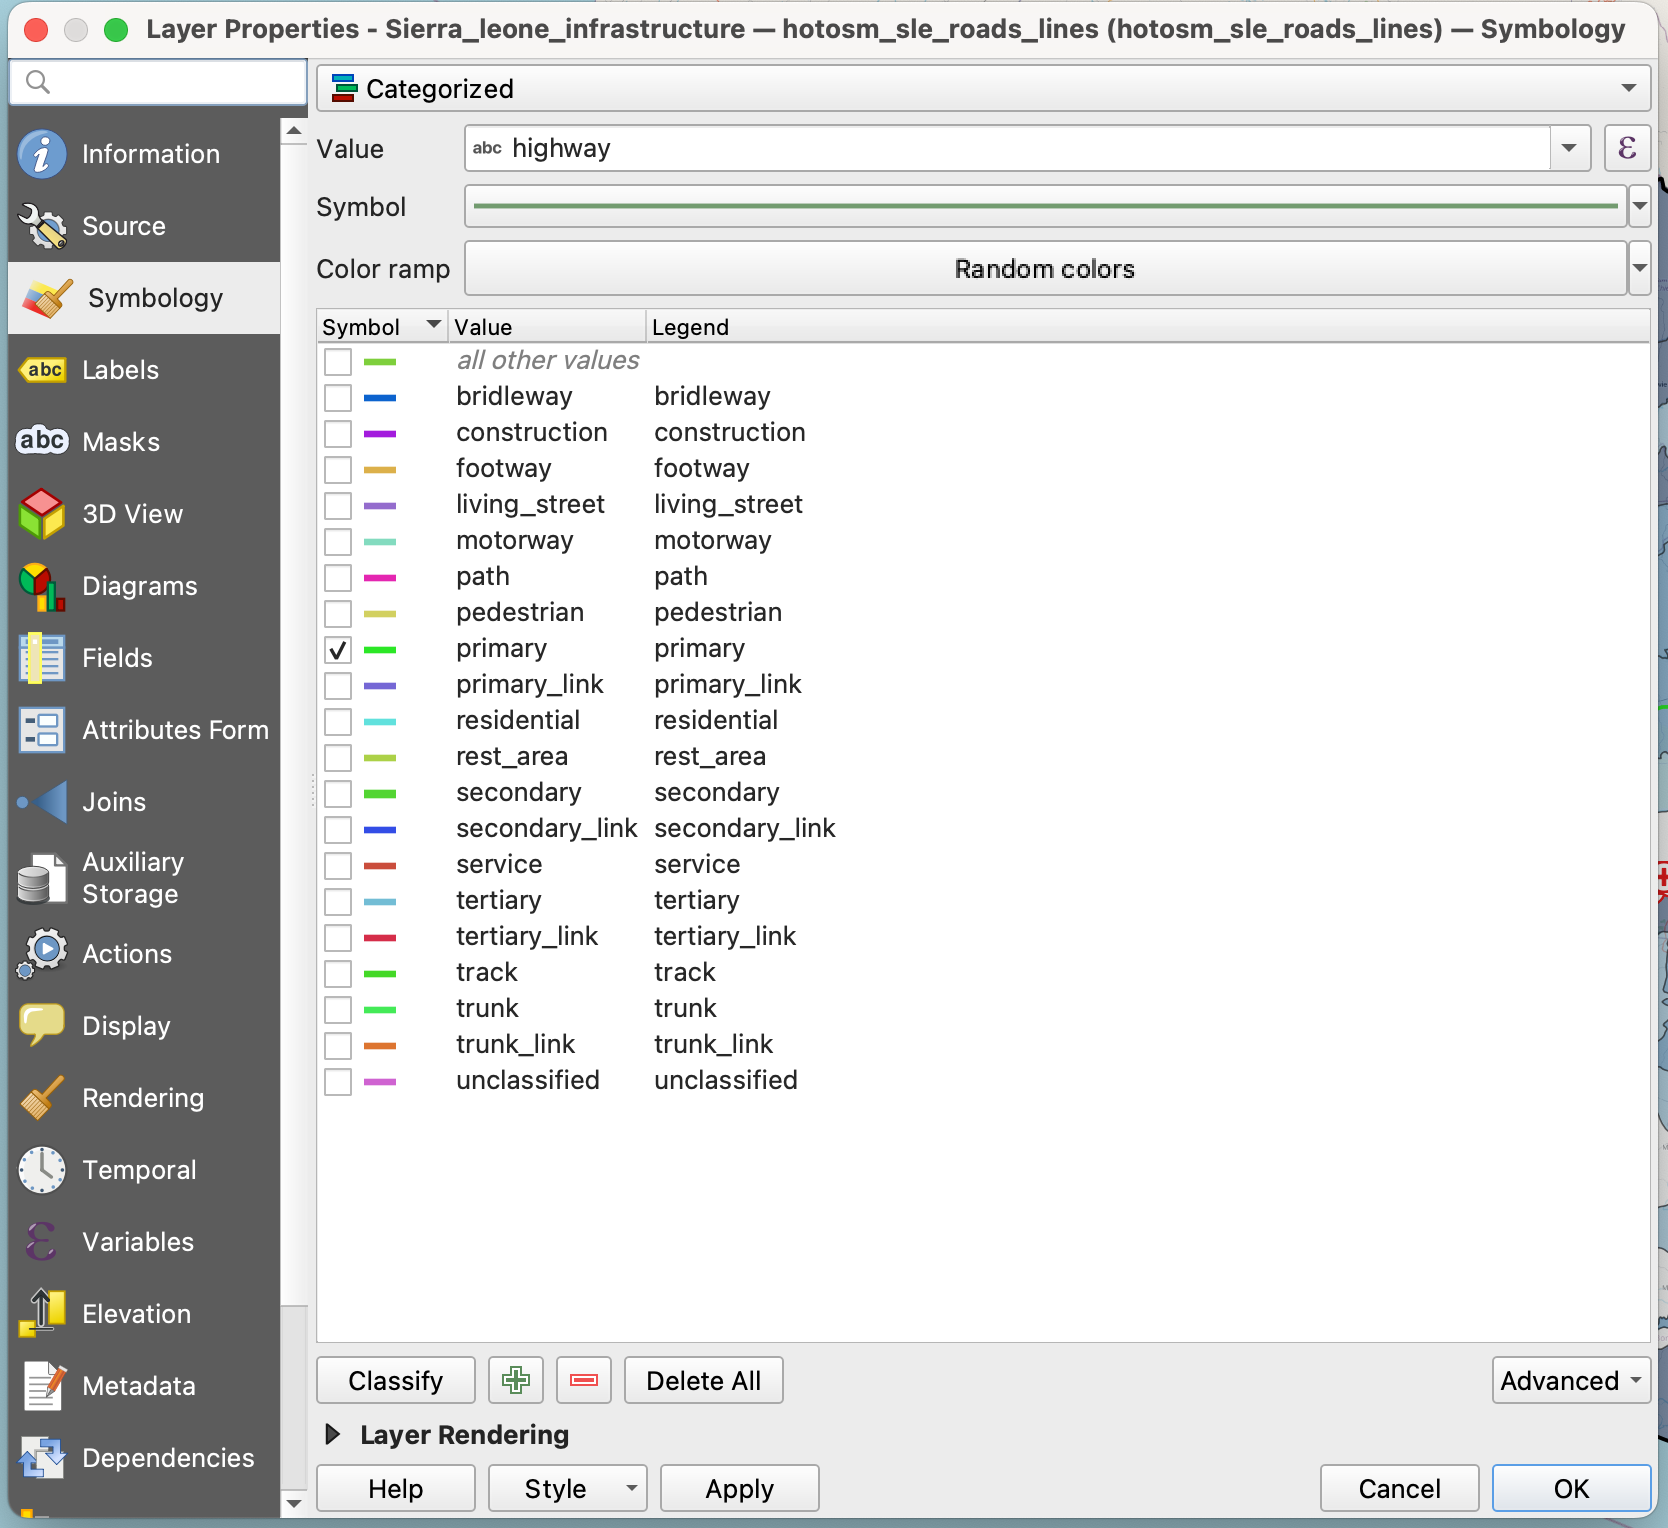 Layer Properties - Sierra_leone_infrastructure — hotosm_sle_roads_lines (hotosm_sle_roads_lines) — Symbology
Information
Source
Symbology
abc Labels
abc Masks
3D View
Diagrams
Fields
Attributes Form
Joins
Auxiliary
Storage
Actions
Display
Rendering
Temporal
Variables
Elevation
Metadata
Dependencies
Categorized
Value abc highway ε
Symbol
Color ramp Random colors
Symbol Value Legend
all other values
bridleway bridleway
construction construction
footway footway
living_street living_street
motorway motorway
path path
pedestrian pedestrian
primary primary
primary_link primary_link
residential residential
rest_area rest_area
secondary secondary
secondary_link secondary_link
service service
tertiary tertiary
tertiary_link tertiary_link
track track
trunk trunk
trunk_link trunk_link
unclassified unclassified
Classify Delete All Advanced
Layer Rendering
Help Style Apply Cancel OK